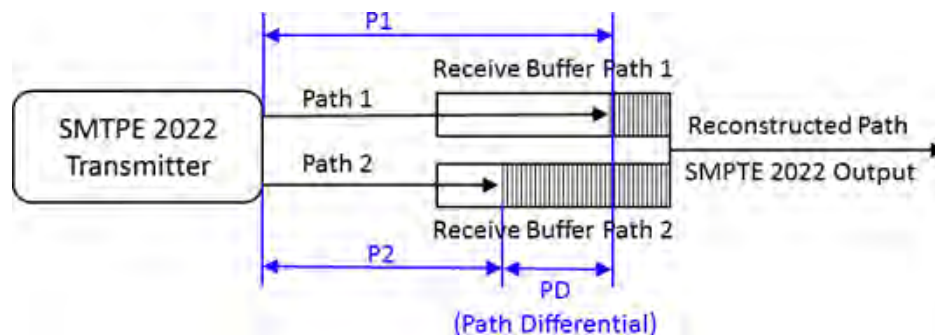 P1
Receive Buffer Path 1
Path 1
SMTPE 2022
Transmitter
Path 2
Reconstructed Path
SMPTE 2022 Output
Receive Buffer Path 2
P2
PD
(Path Differential)